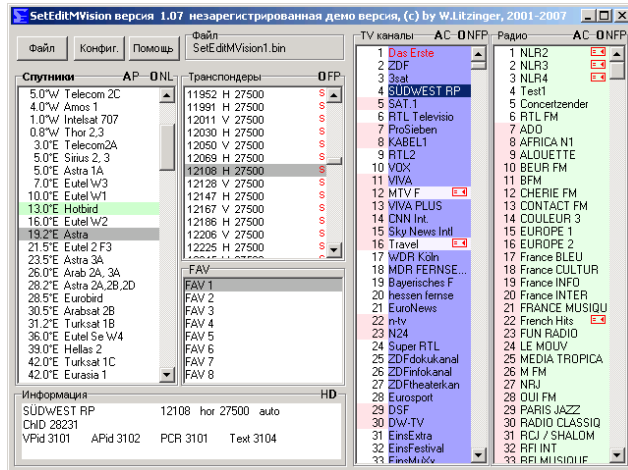 SetEditMVision версия 1.07 незарегистрированная демо версия, (c) by W.Litzinger, 2001-2007
Файл
Конфиг.
Помощь
Файл
SetEditMVision1.bin
Спутники AP ONL
5.0°W Telecom 2C
4.0°W Amos 1
1.0°W Intelsat 707
0.8°W Thor 2,3
3.0°E Telecom2A
5.0°E Sirius 2, 3
5.0°E Astra 1A
7.0°E Eutel W3
10.0°E Eutel W1
13.0°E Hotbird
16.0°E Eutel W2
19.2°E Astra
21.5°E Eutel 2 F3
23.5°E Astra 3A
26.0°E Arab 2A, 3A
28.2°E Astra 2A,2B,2D
28.5°E Eurobird
30.5°E Arabsat 2B
31.2°E Turksat 1B
36.0°E Eutel Se W4
39.0°E Hellas 2
42.0°E Turksat 1C
42.0°E Eurasia 1
Транспондеры OFP
11952 H 27500 S
11991 H 27500 S
12011 V 27500 S
12030 H 27500 S
12050 V 27500 S
12069 H 27500 S
12108 H 27500 S
12128 V 27500 S
12147 H 27500 S
12167 V 27500 S
12186 H 27500 S
12206 V 27500 S
12225 H 27500 S
FAV
FAV 1
FAV 2
FAV 3
FAV 4
FAV 5
FAV 6
FAV 7
FAV 8
TV каналы AC ONFP
1 Das Erste
2 ZDF
3 3sat
4 SÜDWEST RP
5 SAT.1
6 RTL Televisio
7 ProSieben
8 KABEL1
9 RTL2
10 VOX
11 VIVA
12 MTV F
13 VIVA PLUS
14 CNN Int.
15 Sky News Intl
16 Travel
17 WDR Köln
18 MDR FERNSE...
19 Bayerisches F
20 hessen fernse
21 EuroNews
22 n-tv
23 N24
24 Super RTL
25 ZDFdokukanal
26 ZDFinfokanal
27 ZDFtheaterkan
28 Eurosport
29 DSF
30 DW-TV
31 EinsExtra
32 EinsFestival
33 EinsMuXx
Радио AC ONFP
1 NLR2
2 NLR3
3 NLR4
4 Test1
5 Concertzender
6 RTL FM
7 ADO
8 AFRICA N1
9 ALOUETTE
10 BEUR FM
11 BFM
12 CHERIE FM
13 CONTACT FM
14 COULEUR 3
15 EUROPE 1
16 EUROPE 2
17 France BLEU
18 France CULTUR
19 France INFO
20 France INTER
21 FRANCE MUSIQU
22 French Hits
23 FUN RADIO
24 LE MOUV
25 MEDIA TROPICA
26 M FM
27 NRJ
28 OUI FM
29 PARIS JAZZ
30 RADIO CLASSIQ
31 RCJ / SHALOM
32 RFI INT
33 RFI MUSIQUE
Информация HD
SÜDWEST RP 12108 hor 27500 auto
ChID 28231
VPid 3101 APid 3102 PCR 3101 Text 3104